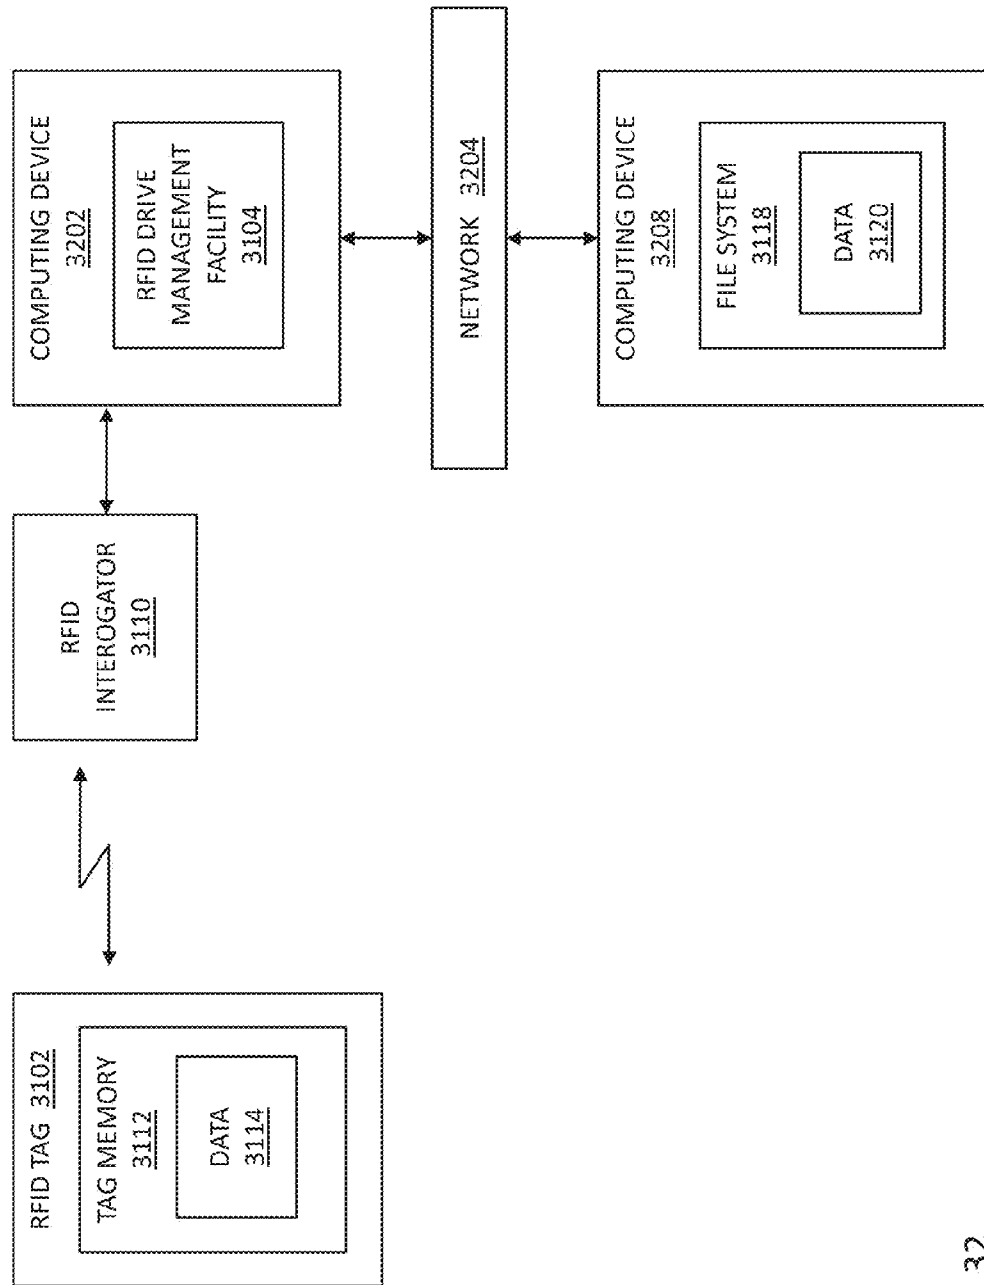 RFID TAG 3102
TAG MEMORY
3112
DATA
3114
RFID
INTEROGATOR
3110
COMPUTING DEVICE
3202
RFID DRIVE
MANAGEMENT
FACILITY
3104
NETWORK 3204
COMPUTING DEVICE
3208
FILE SYSTEM
3118
DATA
3120
32